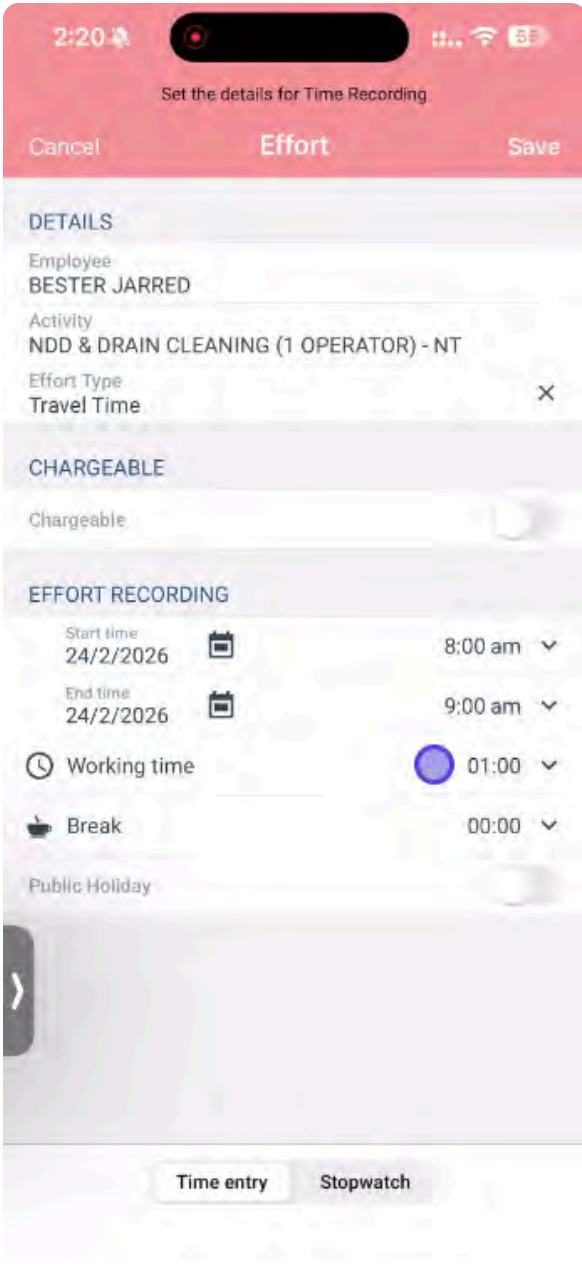 2:20
55
Set the details for Time Recording
Cancel Effort Save
DETAILS
Employee
BESTER JARRED
Activity
NDD & DRAIN CLEANING (1 OPERATOR) - NT
Effort Type
Travel Time
CHARGEABLE
Chargeable
EFFORT RECORDING
Start time
24/2/2026 8:00 am
End time
24/2/2026 9:00 am
Working time 01:00
Break 00:00
Public Holiday
Time entry Stopwatch